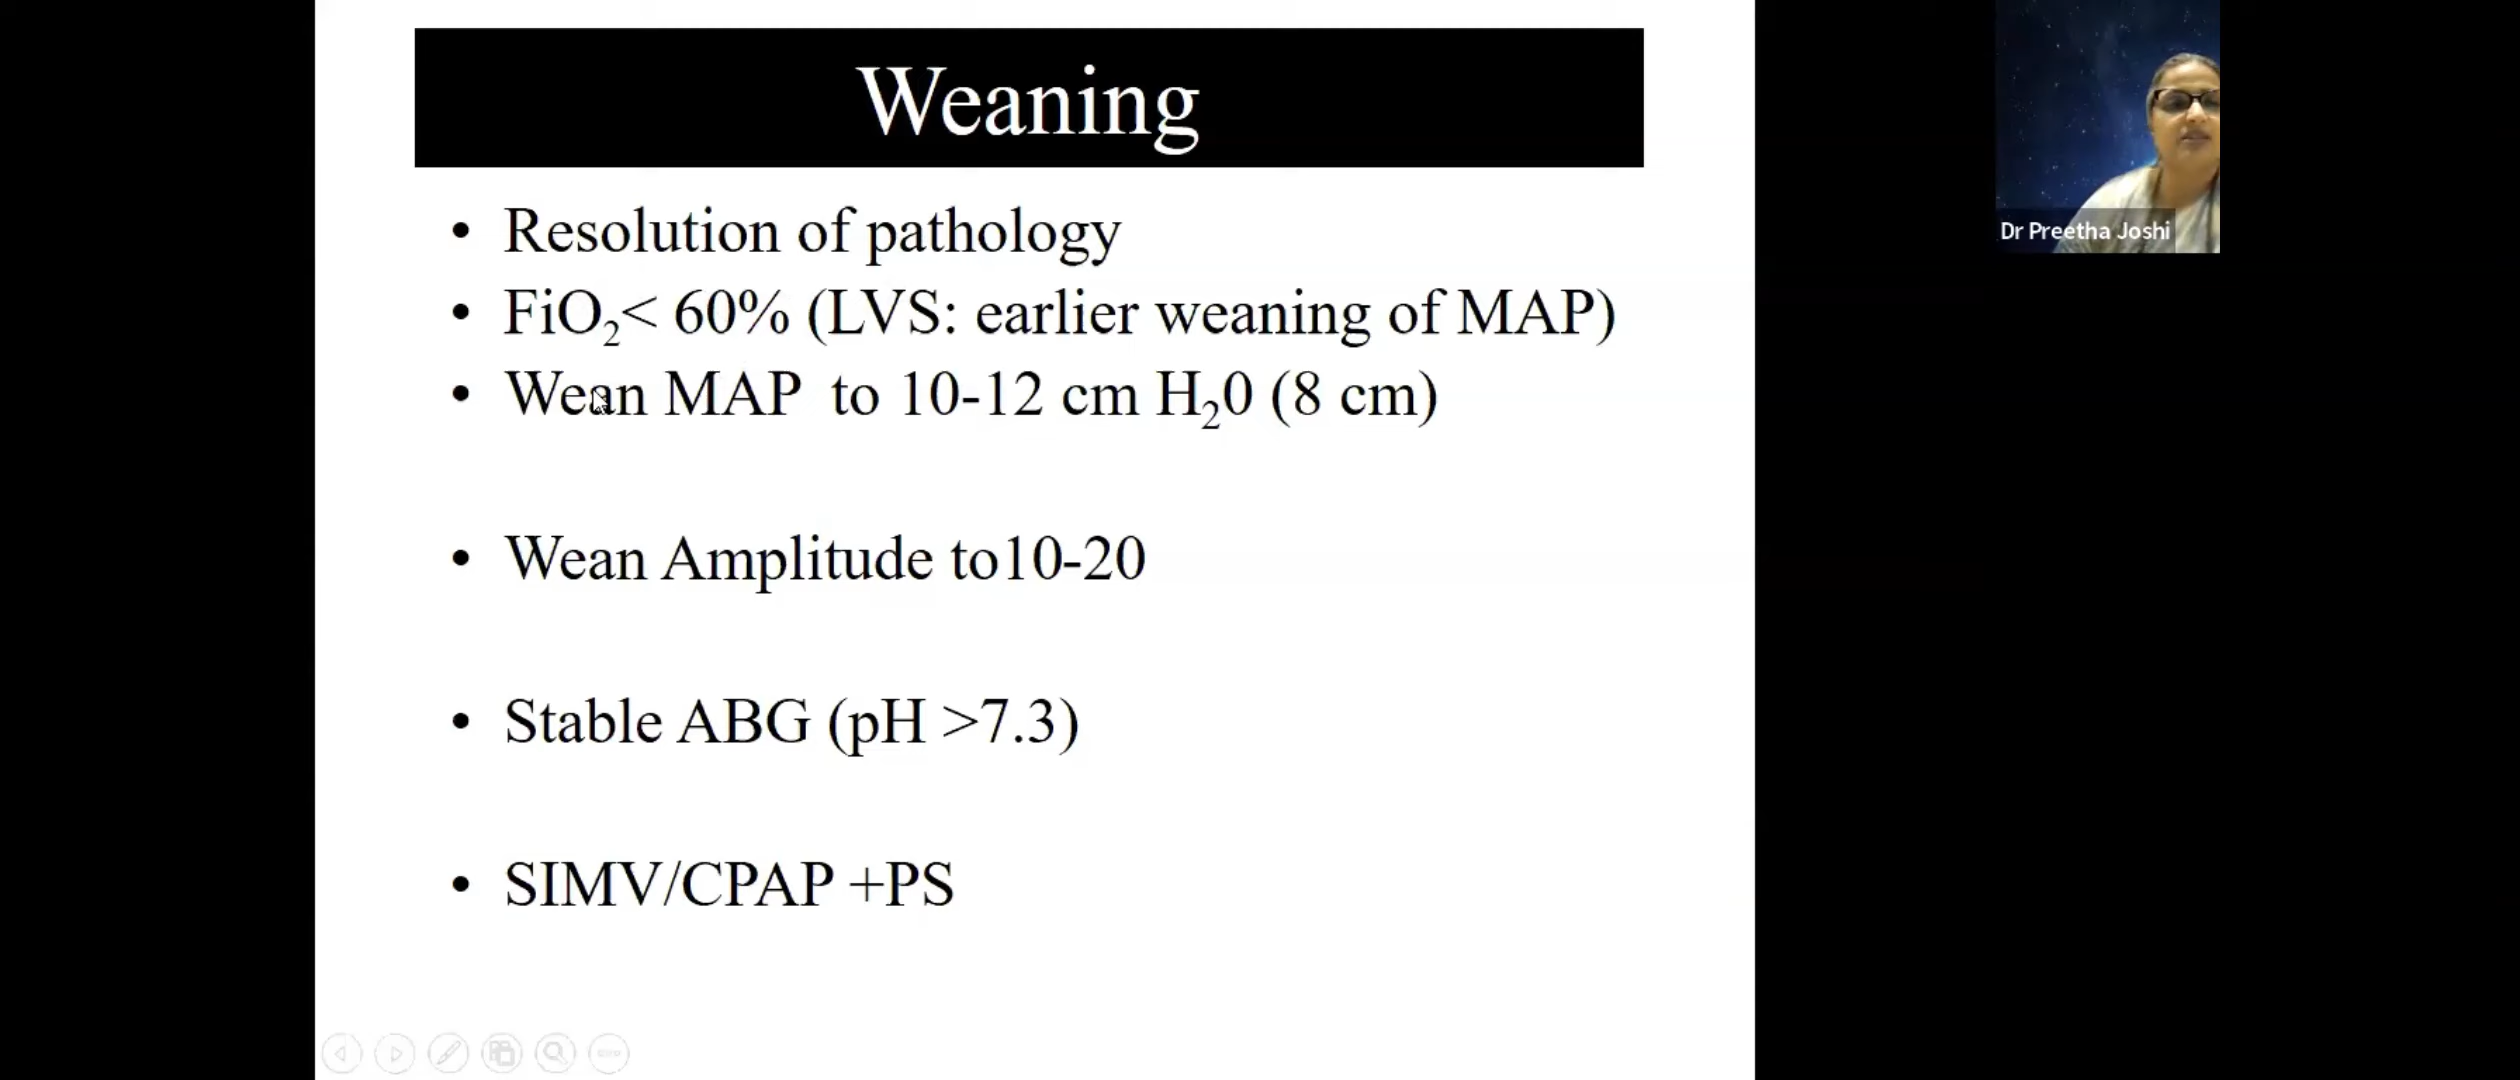 Weaning
Dr Preetha Joshi
• Resolution of pathology
• FiO₂< 60% (LVS: earlier weaning of MAP)
• Wean MAP to 10-12 cm H₂0 (8 cm)
• Wean Amplitude to10-20
• Stable ABG (pH >7.3)
• SIMV/CPAP +PS